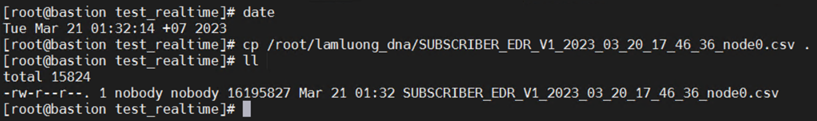 [root@bastion test_realtime]# date
Tue Mar 21 01:32:14 +07 2023
[root@bastion test_realtime]# cp /root/lamluong_dna/SUBSCRIBER_EDR_V1_2023_03_20_17_46_36_node0.csv .
[root@bastion test_realtime]# ll
total 15824
-rw-r--r--. 1 nobody nobody 16195827 Mar 21 01:32 SUBSCRIBER_EDR_V1_2023_03_20_17_46_36_node0.csv
[root@bastion test_realtime]#